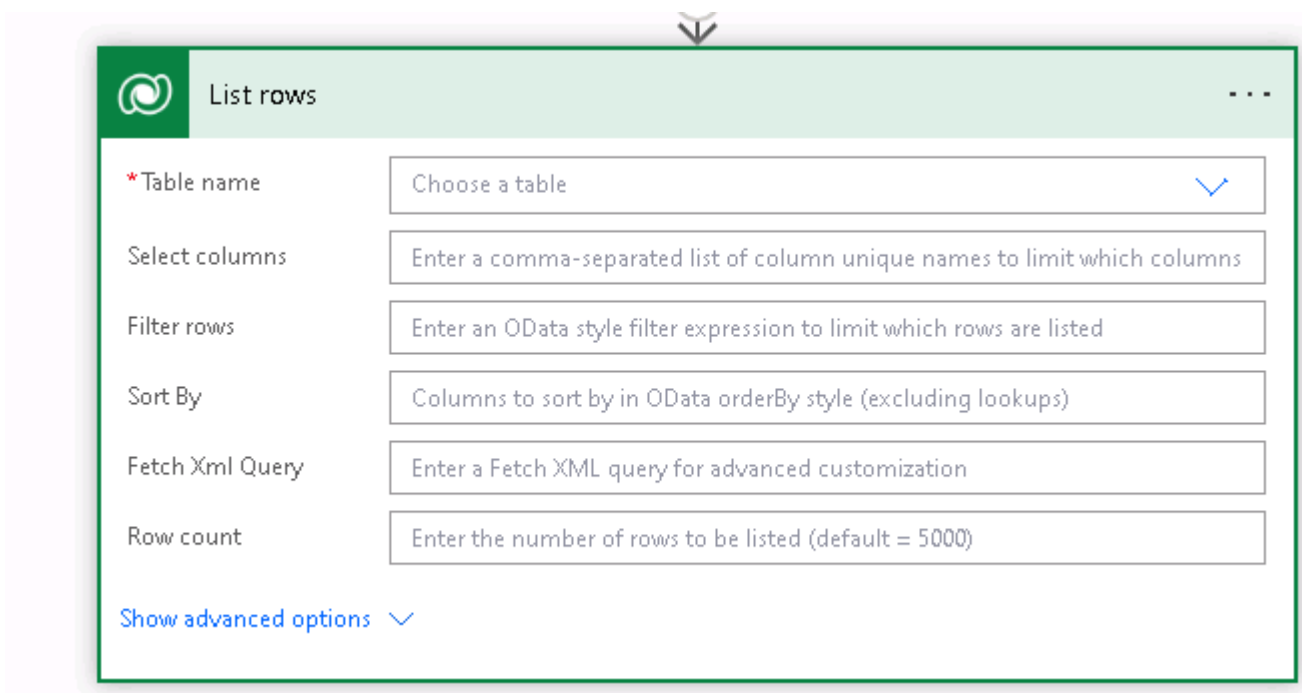 List rows
...
*Table name
Choose a table
Select columns
Enter a comma-separated list of column unique names to limit which columns
Filter rows
Enter an OData style filter expression to limit which rows are listed
Sort By
Columns to sort by in OData orderBy style (excluding lookups)
Fetch Xml Query
Enter a Fetch XML query for advanced customization
Row count
Enter the number of rows to be listed (default = 5000)
Show advanced options